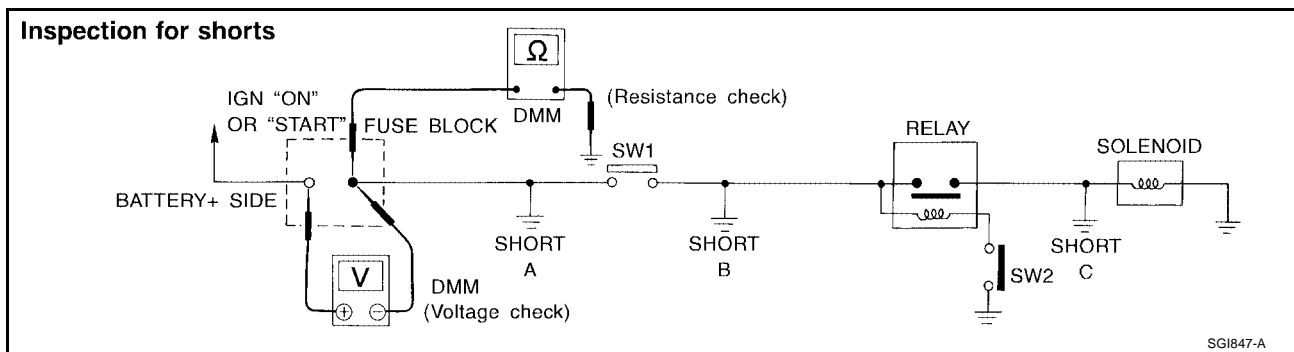 Inspection for shorts
IGN "ON"
OR "START"
FUSE BLOCK
Ω
DMM
(Resistance check)
SW1
RELAY
SOLENOID
BATTERY+ SIDE
SHORT
A
SHORT
B
SHORT
C
SW2
V
+ -
DMM
(Voltage check)
SGI847-A